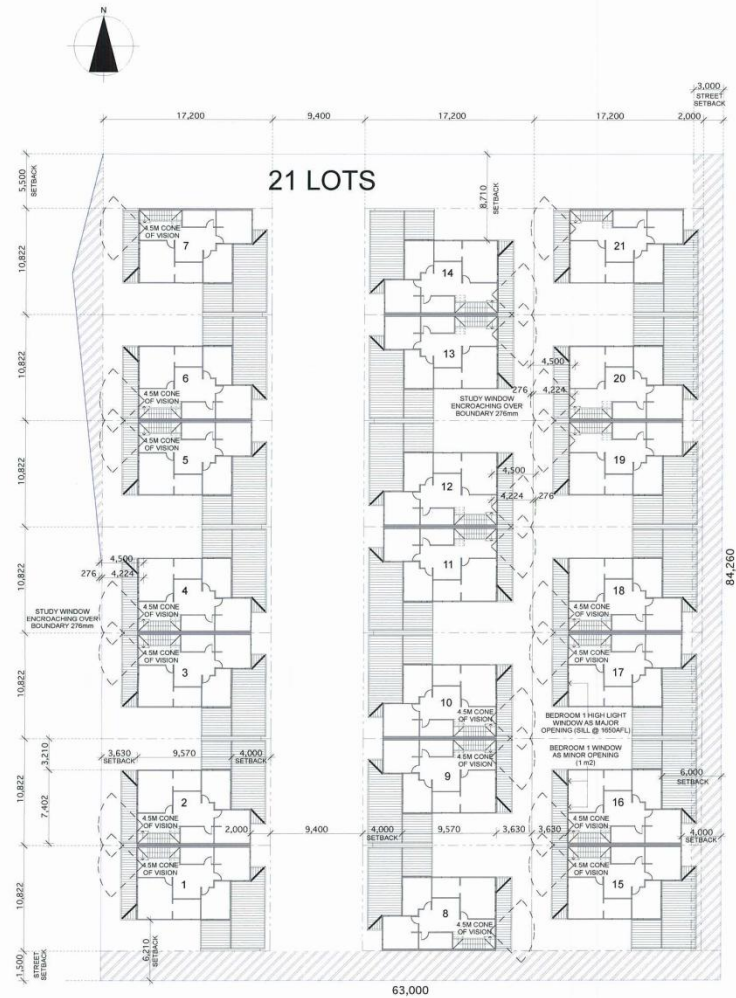 N
3,000
STREET
SETBACK
17,200
9,400
17,200
17,200
2,000
21 LOTS
5,500
SETBACK
8,710
SETBACK
4.5M CONE
OF VISION
7
14
21
10,822
13
4,500
276
4,224
STUDY WINDOW
ENCROACHING OVER
BOUNDARY 276mm
10,822
6
4.5M CONE
OF VISION
20
10,822
4.5M CONE
OF VISION
5
12
4,500
4,224
276
19
10,822
11
84,260
4,500
276
4,224
4
18
STUDY WINDOW
ENCROACHING OVER
BOUNDARY 276mm
4.5M CONE
OF VISION
4.5M CONE
OF VISION
10,822
4.5M CONE
OF VISION
3
4.5M CONE
OF VISION
17
10
4.5M CONE
OF VISION
BEDROOM 1 HIGH LIGHT
WINDOW AS MAJOR
OPENING (SILL @ 1650AFL)
10,822
3,210
3,630
SETBACK
9,570
4,000
SETBACK
4.5M CONE
OF VISION
9
BEDROOM 1 WINDOW
AS MINOR OPENING
(1 m2)
6,000
SETBACK
10,822
7,402
2
4.5M CONE
OF VISION
16
4.5M CONE
OF VISION
2,000
9,400
4,000
SETBACK
9,570
3,630
3,630
4,000
SETBACK
4.5M CONE
OF VISION
4.5M CONE
OF VISION
1
8
15
10,822
4.5M CONE
OF VISION
6,210
SETBACK
1,500
STREET
SETBACK
63,000